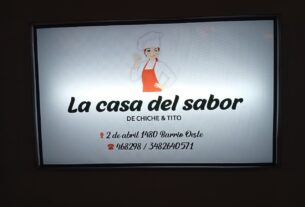 La casa del sabor
DE CHICHE & TITO
2 de abril 1480 Barrio Oeste
468298 / 3482640571